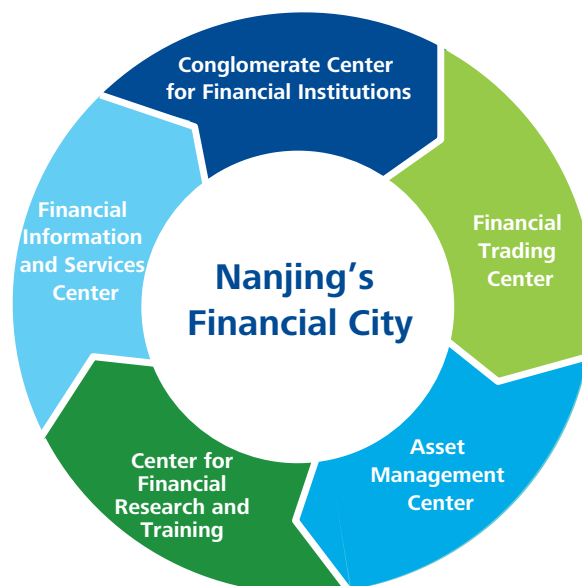 Conglomerate Center
for Financial Institutions
Financial
Trading
Center
Asset
Management
Center
Center for
Financial
Research and
Training
Financial
Information
and Services
Center
Nanjing's
Financial City